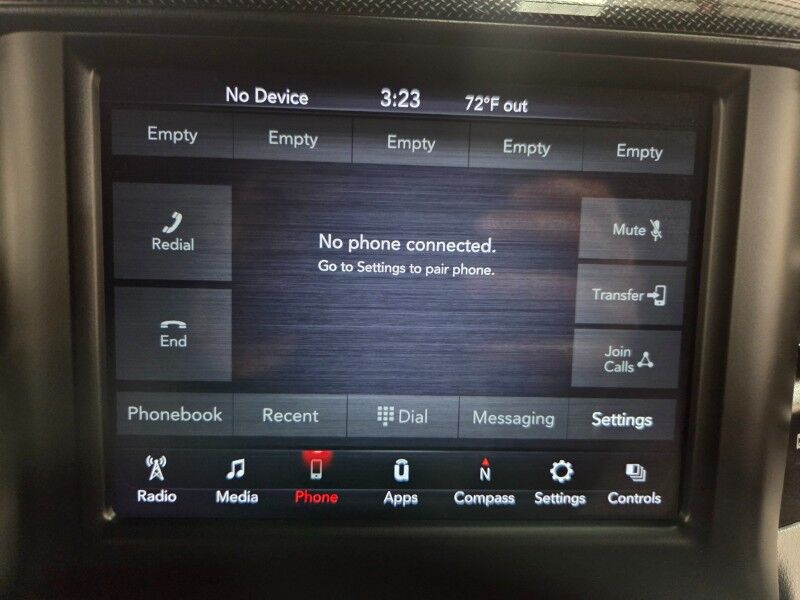 No Device 3:23 72°F out
Empty Empty Empty Empty Empty
Redial
No phone connected.
Go to Settings to pair phone.
Mute
Transfer
End
Join
Calls
Phonebook Recent Dial Messaging Settings
N
Radio Media Phone Apps Compass Settings Controls